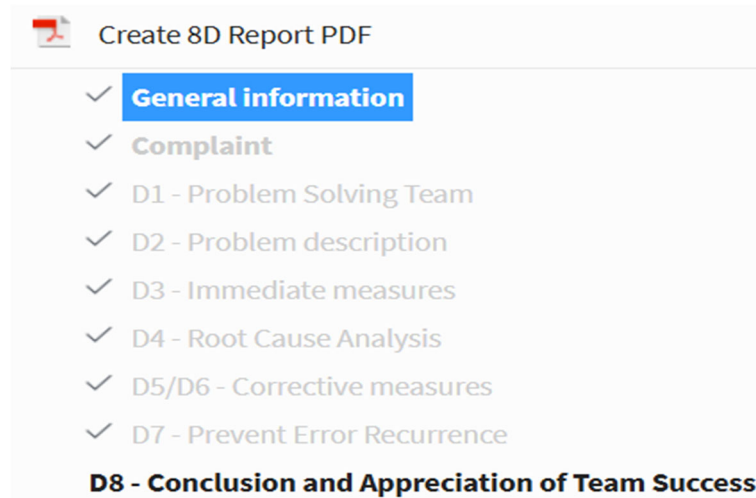 Create 8D Report PDF
General information
Complaint
D1 - Problem Solving Team
D2 - Problem description
D3 - Immediate measures
D4 - Root Cause Analysis
D5/D6 - Corrective measures
D7 - Prevent Error Recurrence
D8 - Conclusion and Appreciation of Team Success